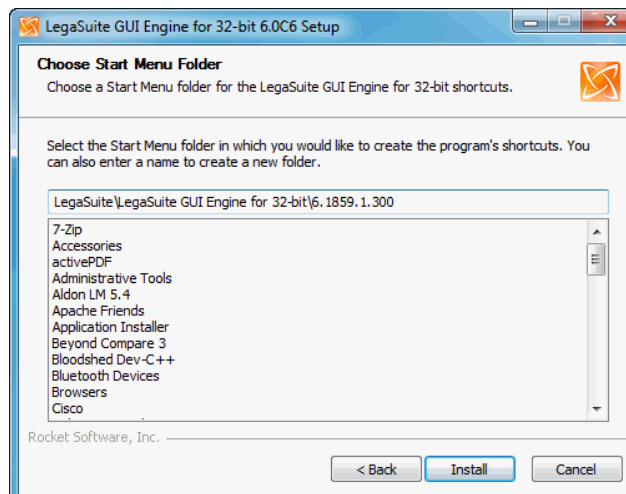 LegaSuite GUI Engine for 32-bit 6.0C6 Setup
Choose Start Menu Folder
Choose a Start Menu folder for the LegaSuite GUI Engine for 32-bit shortcuts.
Select the Start Menu folder in which you would like to create the program's shortcuts. You
can also enter a name to create a new folder.
LegaSuite\LegaSuite GUI Engine for 32-bit\6.1859.1.300
7-Zip
Accessories
activePDF
Administrative Tools
Aldon LM 5.4
Apache Friends
Application Installer
Beyond Compare 3
Bloodshed Dev-C++
Bluetooth Devices
Browsers
Cisco
Rocket Software, Inc.
< Back
Install
Cancel